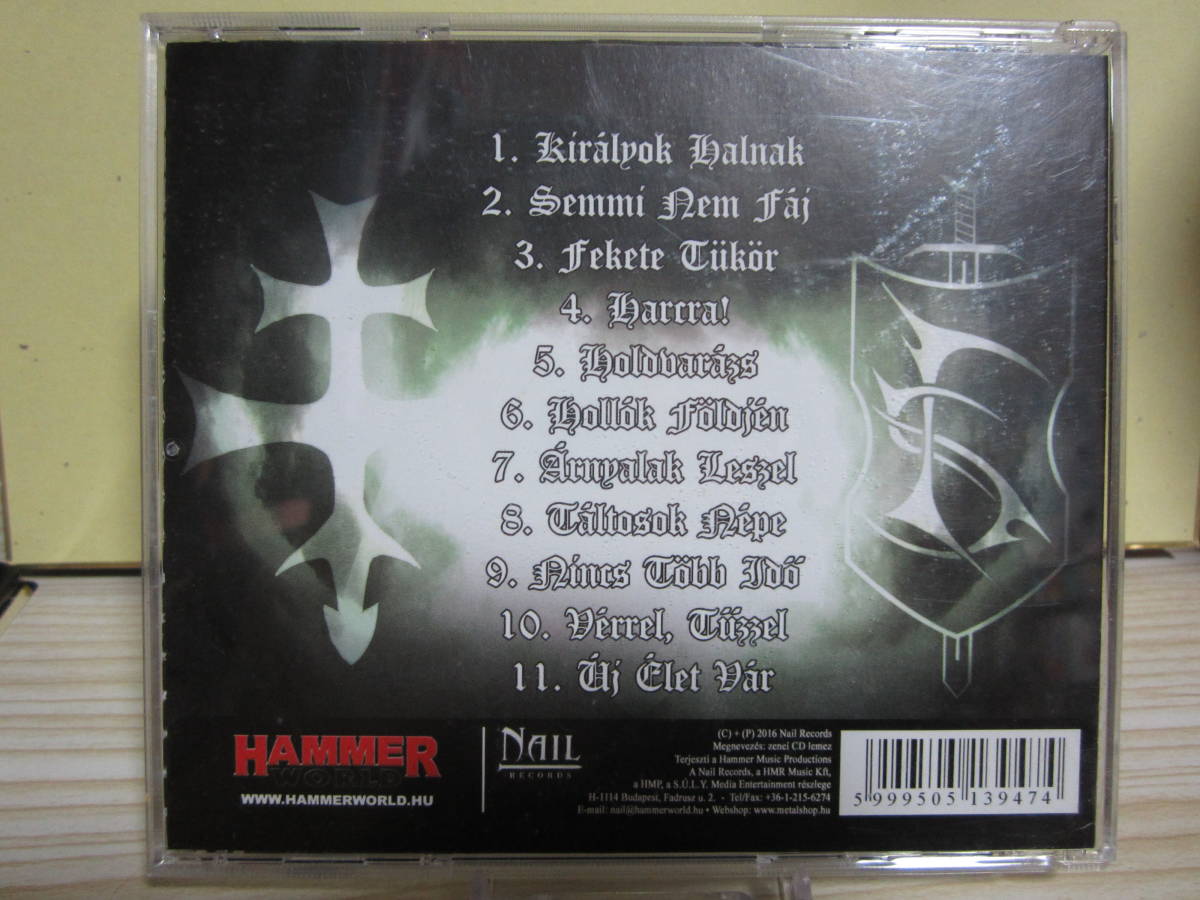 1. Királyok Halnak
2. Semmi Nem Fáj
3. Fekete Tükör
4. Harcra!
5. Holdvarázs
6. Hollók Földjén
7. Árnyalak Leszel
8. Táltosok Népe
9. Nincs Több Idő
10. Vérrel, Tűzzel
11. Új Élet Vár
HAMMER
WORLD
WWW.HAMMERWORLD.HU
NAIL
RECORDS
(C) + (P) 2016 Nail Records
Megnevezés: zenei CD lemez
Terjeszti a Hammer Music Productions
A Nail Records, a HMR Music Kft,
a HMP, a S.Ú.L.Y. Media Entertainment részlege
H-1114 Budapest, Fadrusz u. 2. - Tel/Fax: +36-1-215-6274
E-mail: nail@hammerworld.hu • Webshop: www.metalshop.hu
5 999505 139474